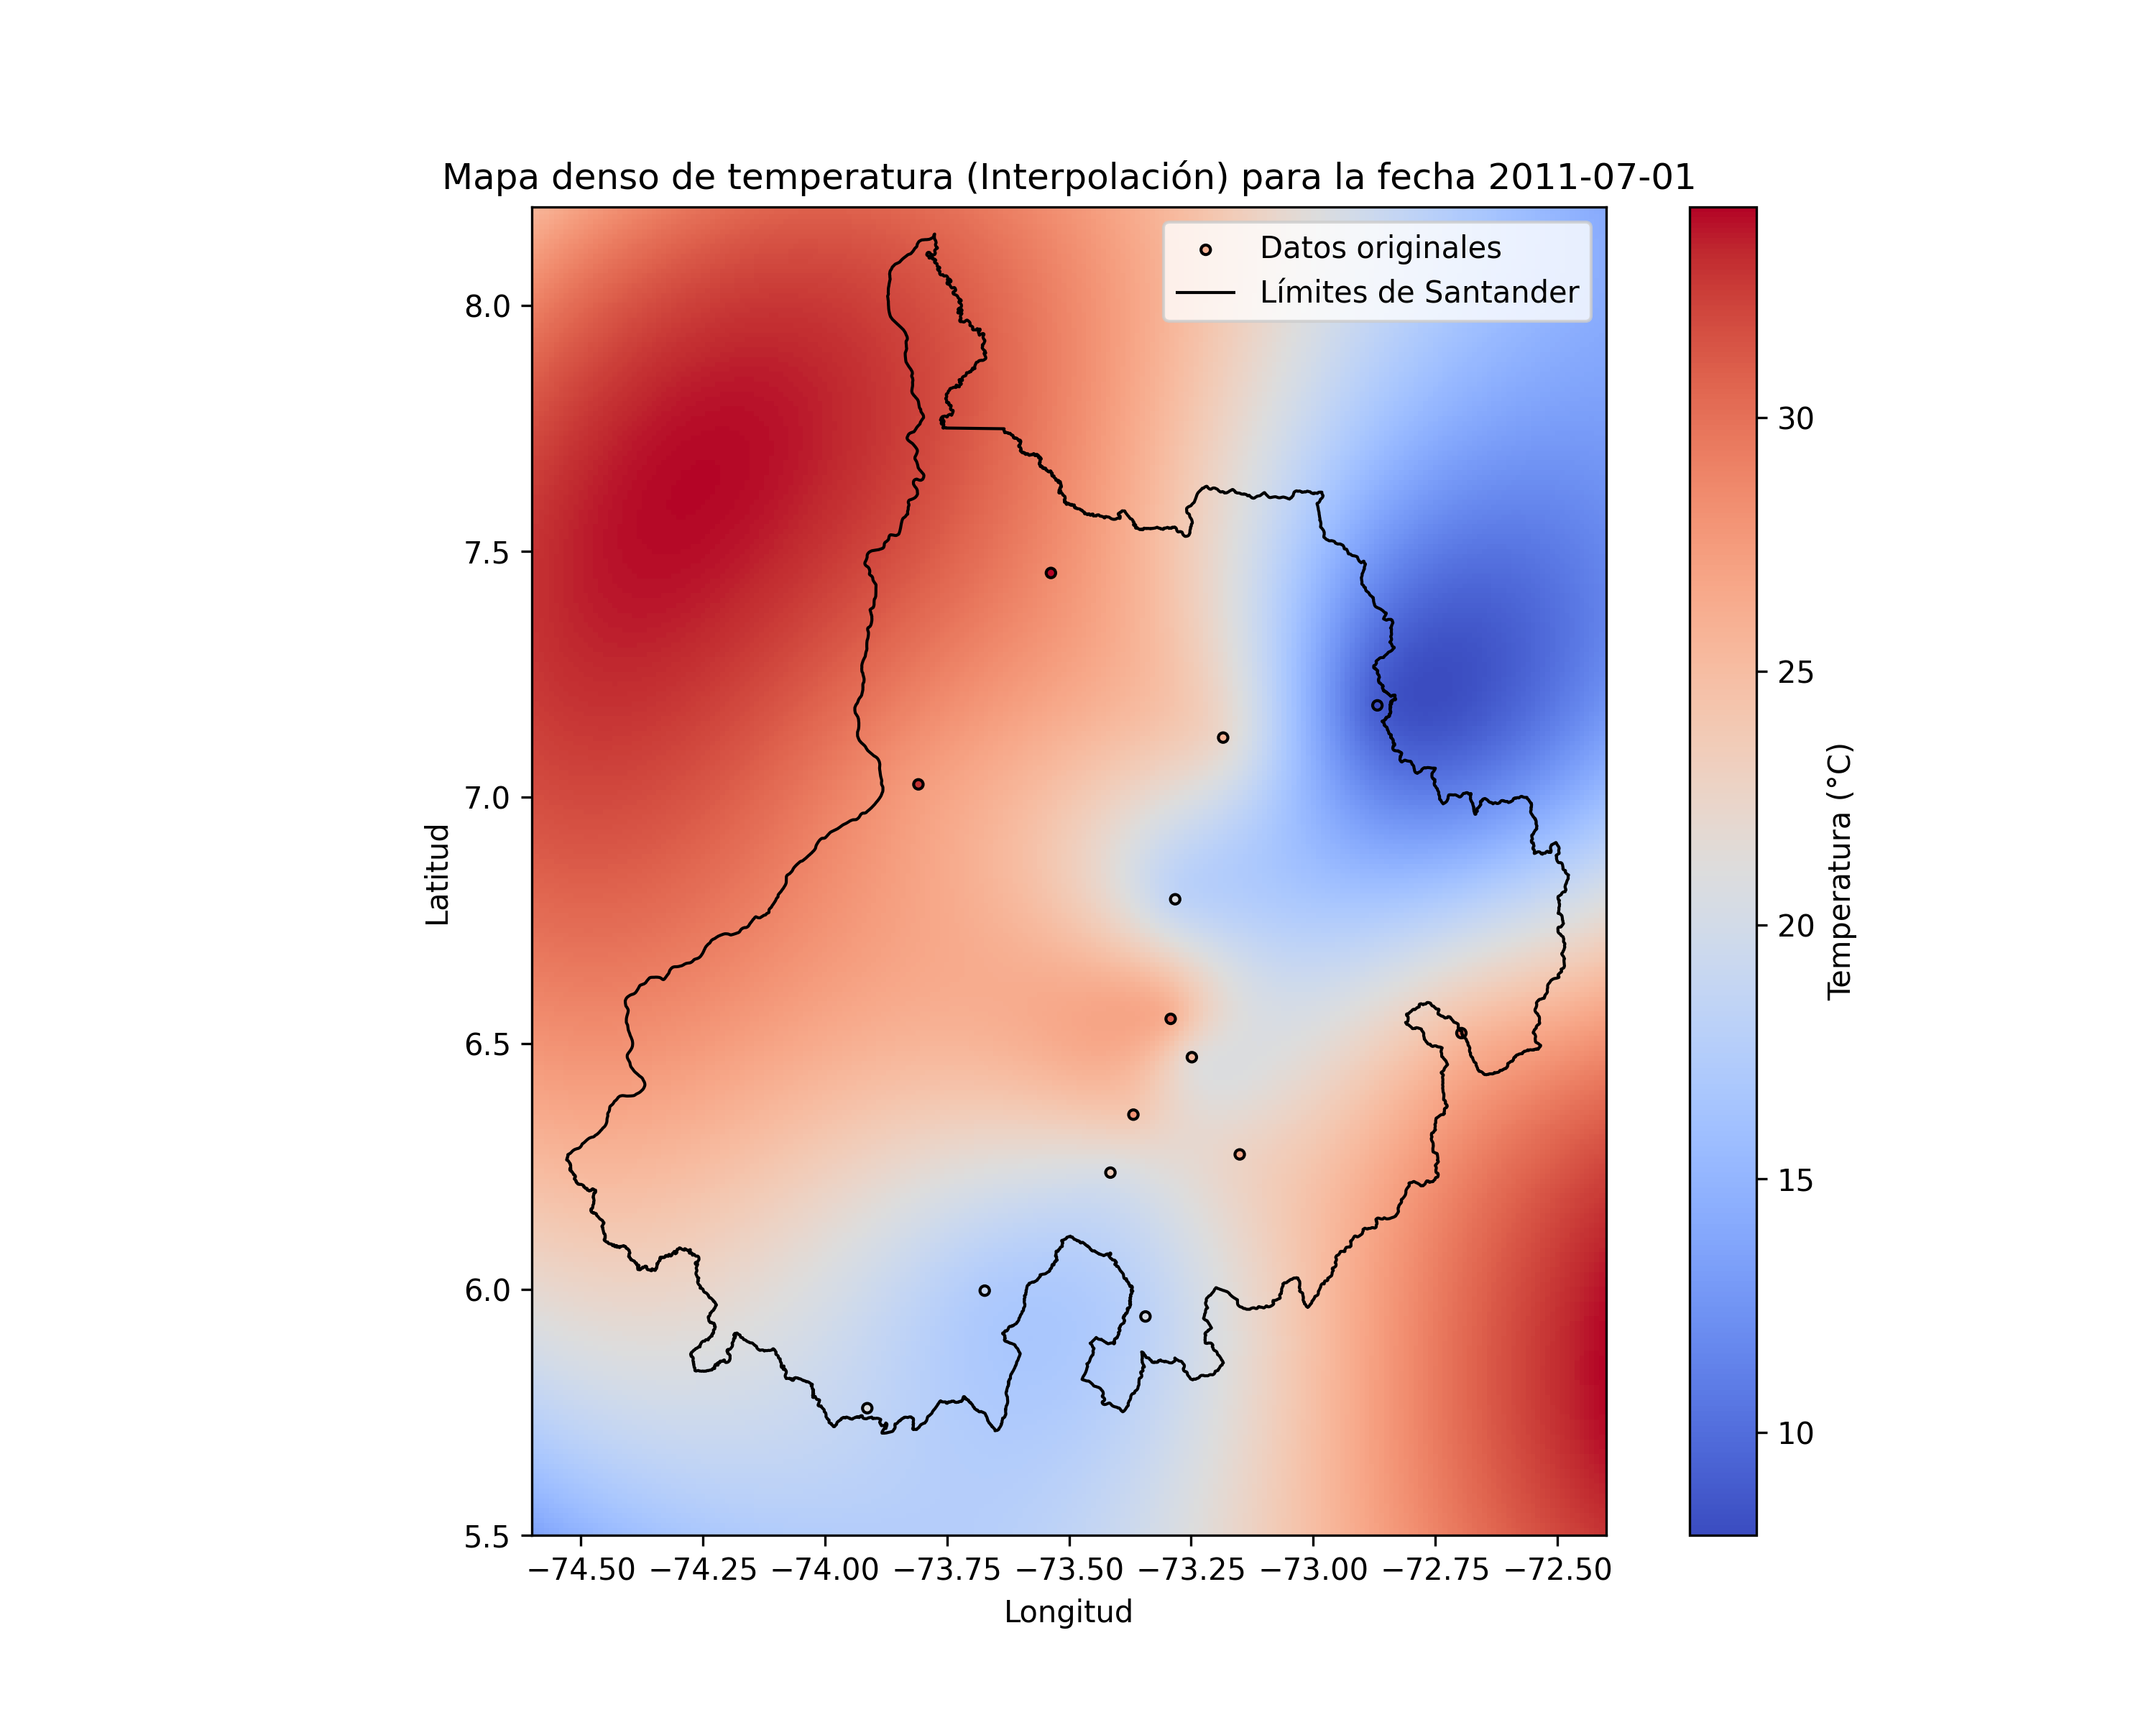 Mapa denso de temperatura (Interpolación) para la fecha 2011-07-01
Datos originales
Límites de Santander
8.0
7.5
7.0
6.5
6.0
5.5
Latitud
−74.50 −74.25 −74.00 −73.75 −73.50 −73.25 −73.00 −72.75 −72.50
Longitud
30
25
20
15
10
Temperatura (°C)